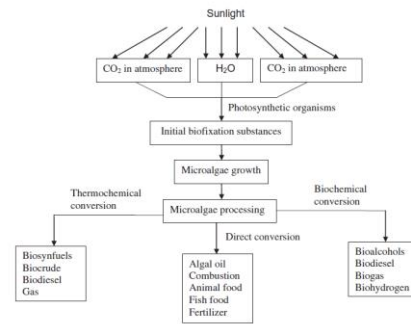 Sunlight
CO₂ in atmosphere
H₂O
CO₂ in atmosphere
Photosynthetic organisms
Initial biofixation substances
Microalgae growth
Thermochemical
conversion
Microalgae processing
Biochemical
conversion
Direct conversion
Biosynfuels
Biocrude
Biodiesel
Gas
Algal oil
Combustion
Animal food
Fish food
Fertilizer
Bioalcohols
Biodiesel
Biogas
Biohydrogen